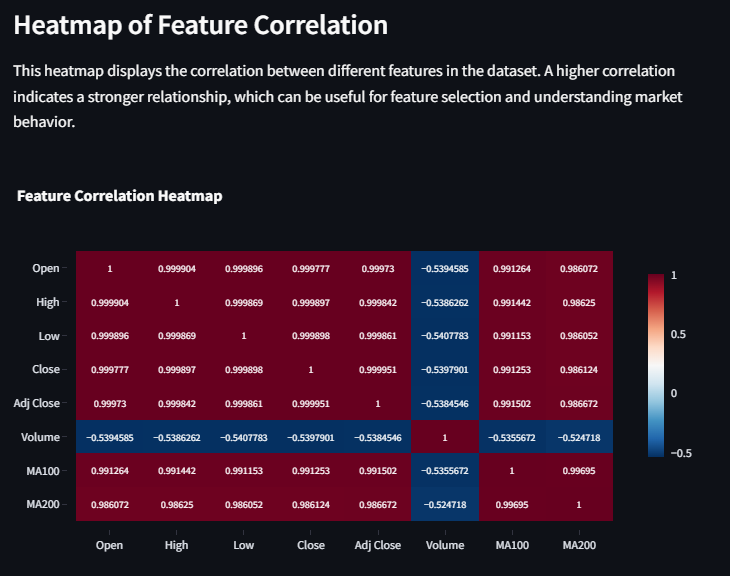 Heatmap of Feature Correlation
This heatmap displays the correlation between different features in the dataset. A higher correlation
indicates a stronger relationship, which can be useful for feature selection and understanding market
behavior.
Feature Correlation Heatmap
Open 1 0.999904 0.999896 0.999777 0.99973 −0.5394585 0.991264 0.986072
High 0.999904 1 0.999869 0.999897 0.999842 −0.5386262 0.991442 0.98625
Low 0.999896 0.999869 1 0.999898 0.999861 −0.5407783 0.991153 0.986052
Close 0.999777 0.999897 0.999898 1 0.999951 −0.5397901 0.991253 0.986124
Adj Close 0.99973 0.999842 0.999861 0.999951 1 −0.5384546 0.991502 0.986672
Volume −0.5394585 −0.5386262 −0.5407783 −0.5397901 −0.5384546 1 −0.5355672 −0.524718
MA100 0.991264 0.991442 0.991153 0.991253 0.991502 −0.5355672 1 0.99695
MA200 0.986072 0.98625 0.986052 0.986124 0.986672 −0.524718 0.99695 1
Open High Low Close Adj Close Volume MA100 MA200
1
0.5
0
−0.5